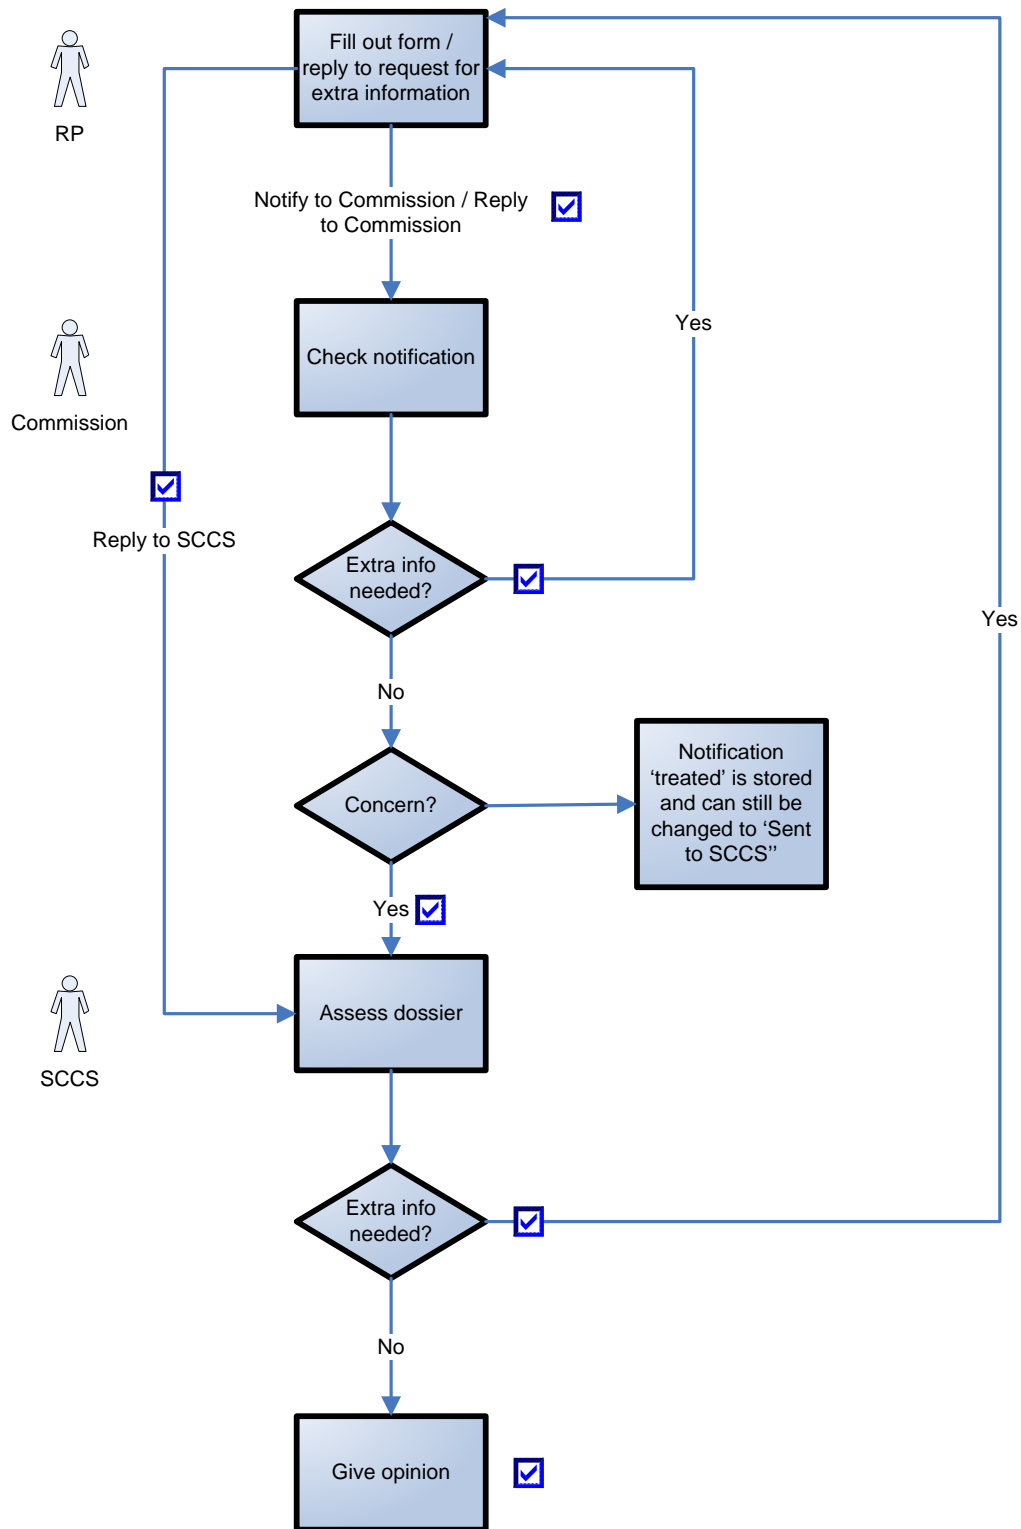 Fill out form /
reply to request for
extra information
RP
Notify to Commission / Reply
to Commission
Yes
Check notification
Commission
Reply to SCCS
Extra info
needed?
Yes
No
Notification
‘treated’ is stored
and can still be
changed to ‘Sent
to SCCS’’
Concern?
Yes
Assess dossier
SCCS
Extra info
needed?
No
Give opinion